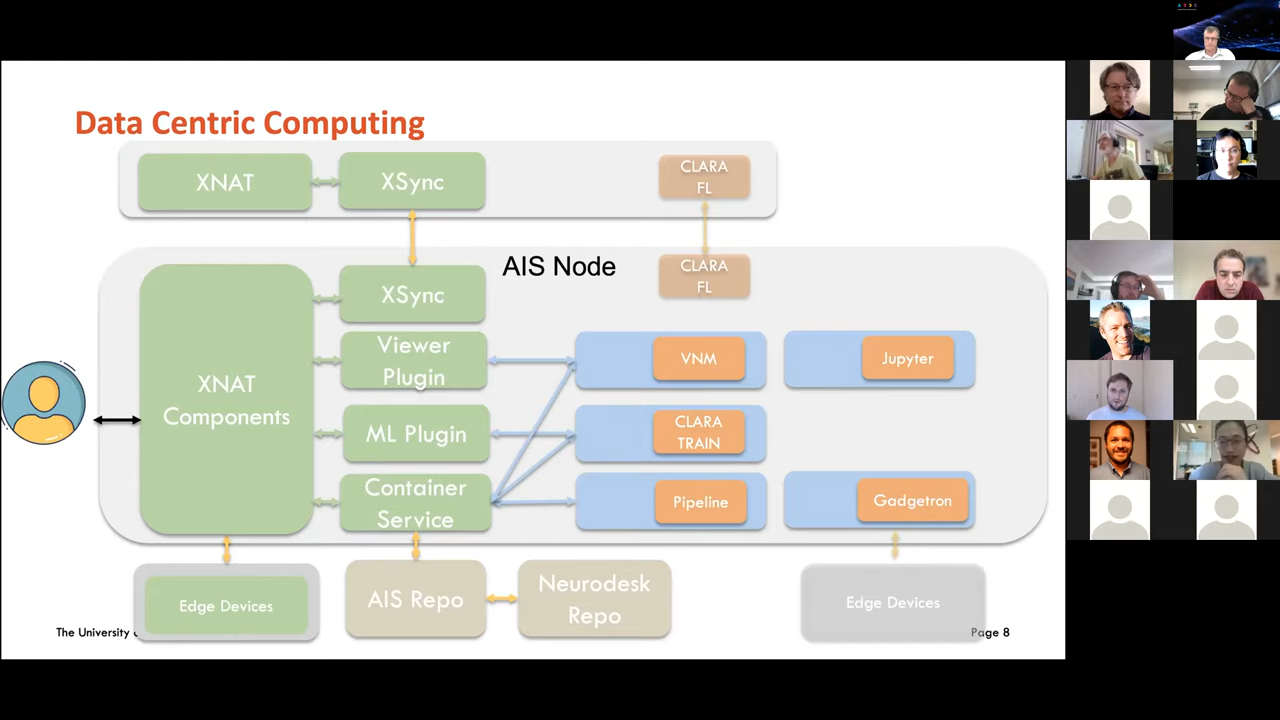 Data Centric Computing
XNAT
XSync
CLARA
FL
AIS Node
CLARA
FL
XNAT
Components
XSync
Viewer
Plugin
VNM
Jupyter
ML Plugin
CLARA
TRAIN
Container
Service
Pipeline
Gadgetron
Edge Devices
AIS Repo
Neurodesk
Repo
Edge Devices
The University
Page 8